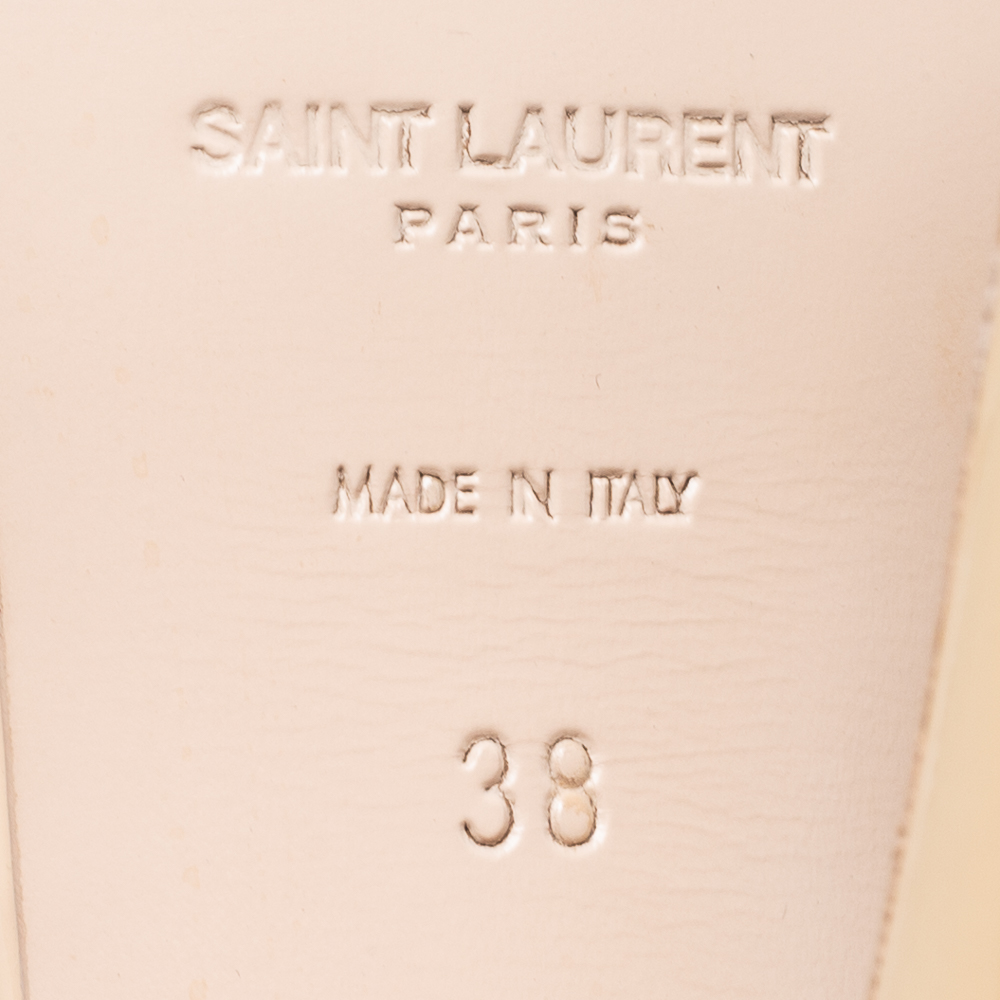 SAINT LAURENT
PARIS
MADE IN ITALY
38